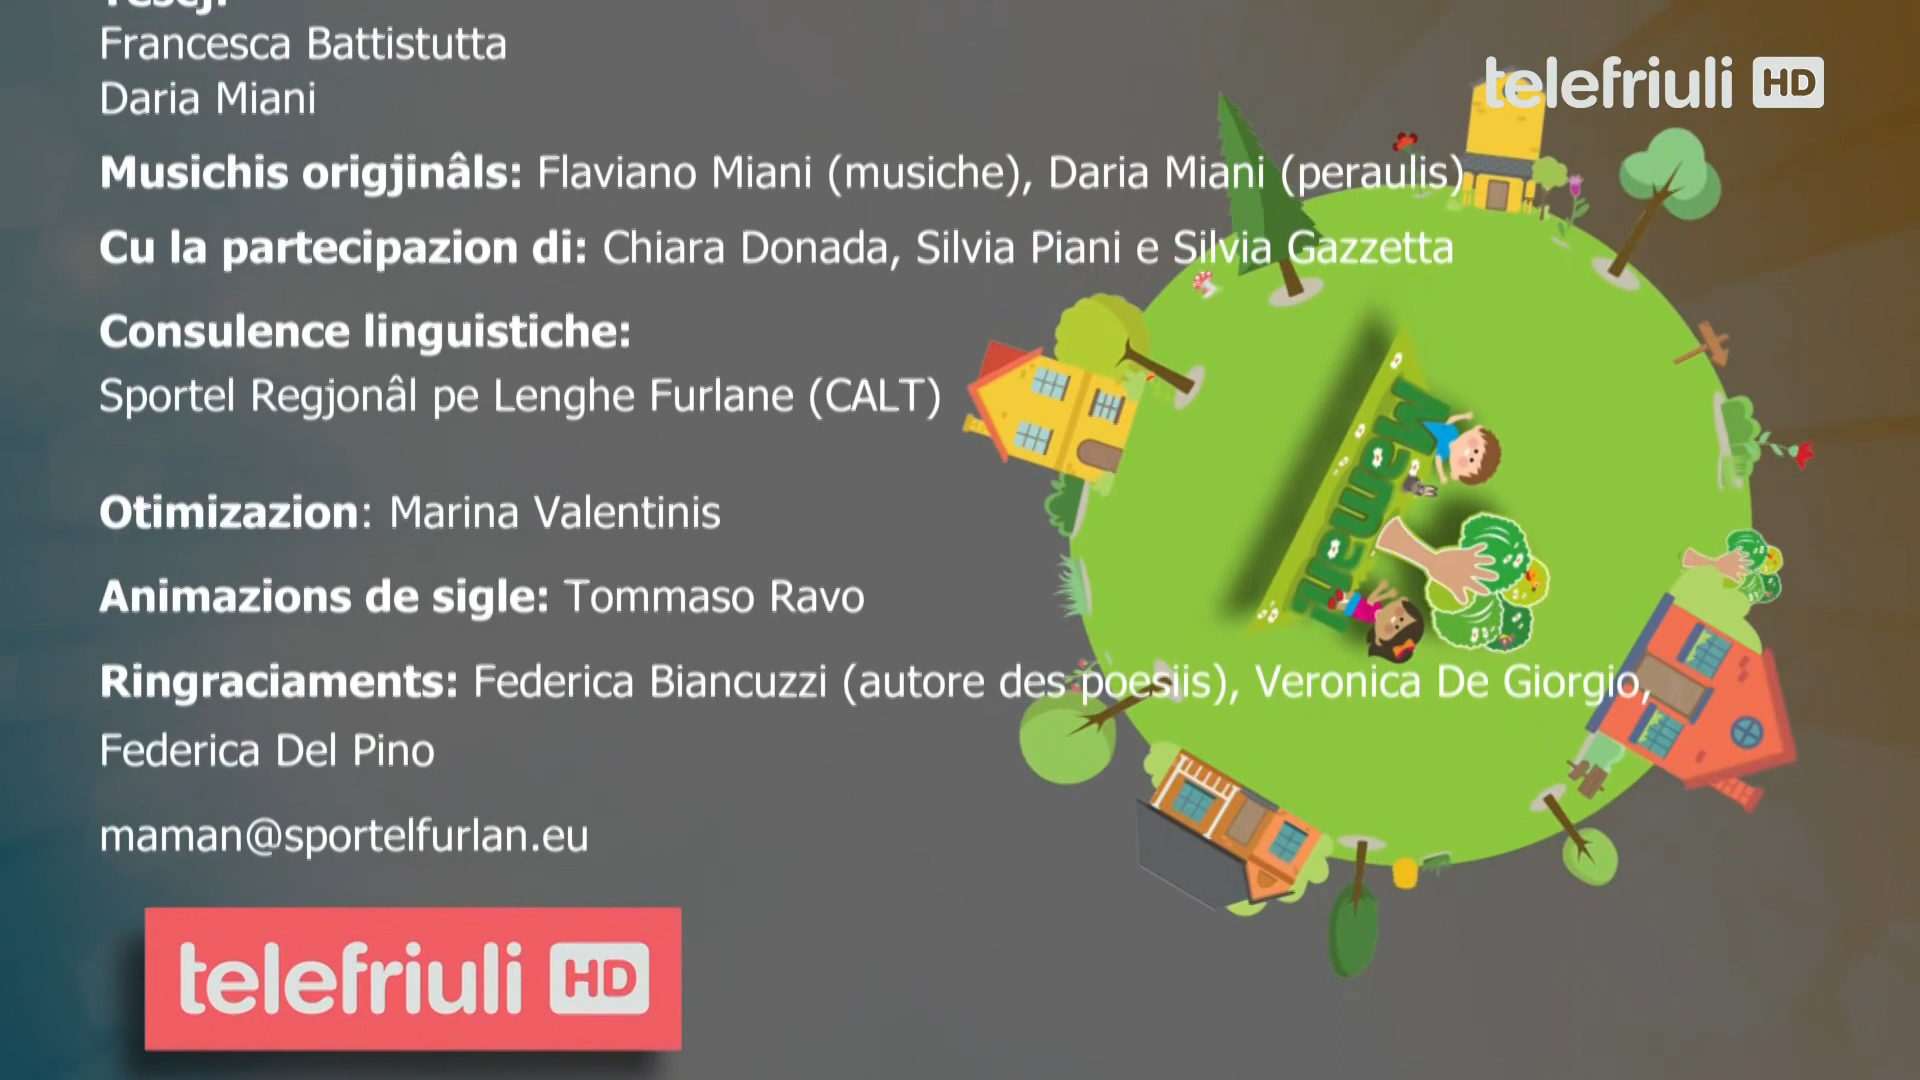 Francesca Battistutta
Daria Miani
Musichis origjinâls: Flaviano Miani (musiche), Daria Miani (peraulis)
Cu la partecipazion di: Chiara Donada, Silvia Piani e Silvia Gazzetta
Consulence linguistiche:
Sportel Regjonâl pe Lenghe Furlane (CALT)
Otimizazion: Marina Valentinis
Animazions de sigle: Tommaso Ravo
Ringraciaments: Federica Biancuzzi (autore des poesiis), Veronica De Giorgio,
Federica Del Pino
maman@sportelfurlan.eu
telefriuli HD
telefriuli HD
Maman!